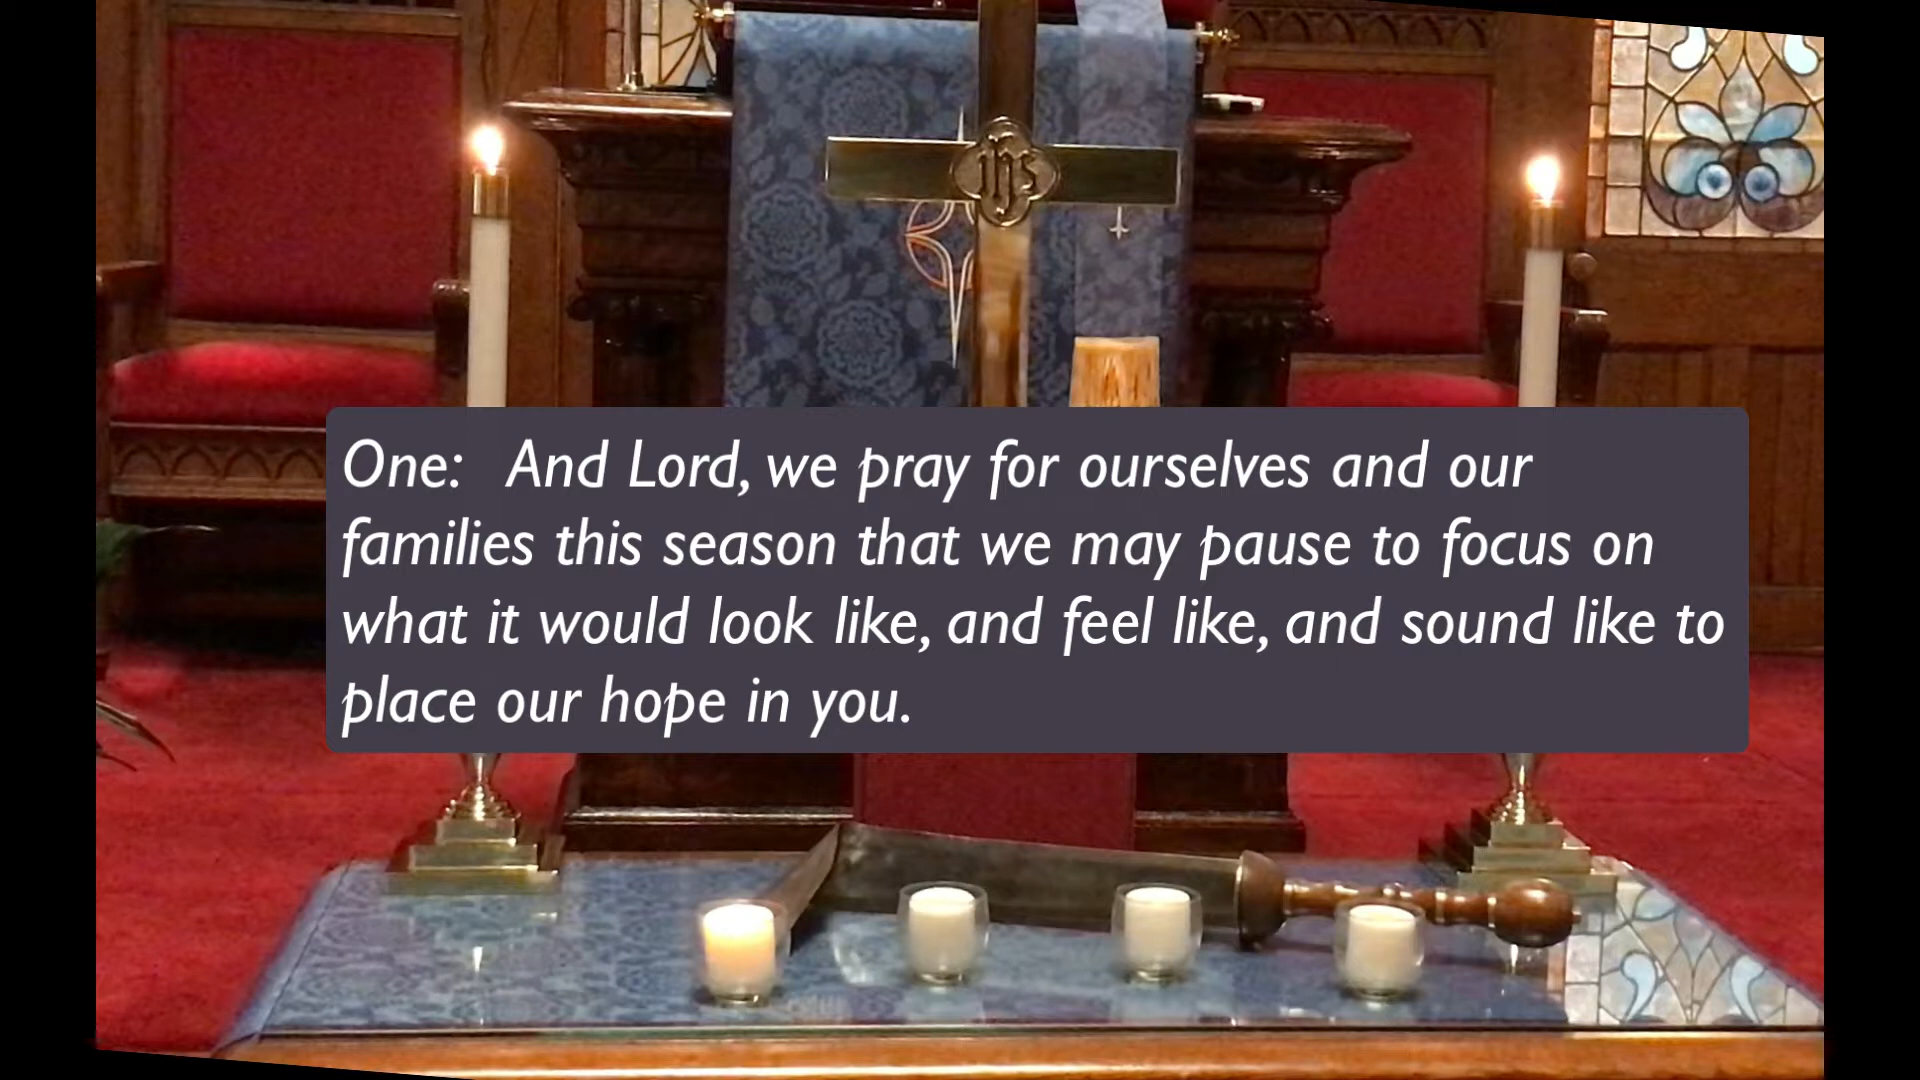 ihs
One: And Lord, we pray for ourselves and our
families this season that we may pause to focus on
what it would look like, and feel like, and sound like to
place our hope in you.